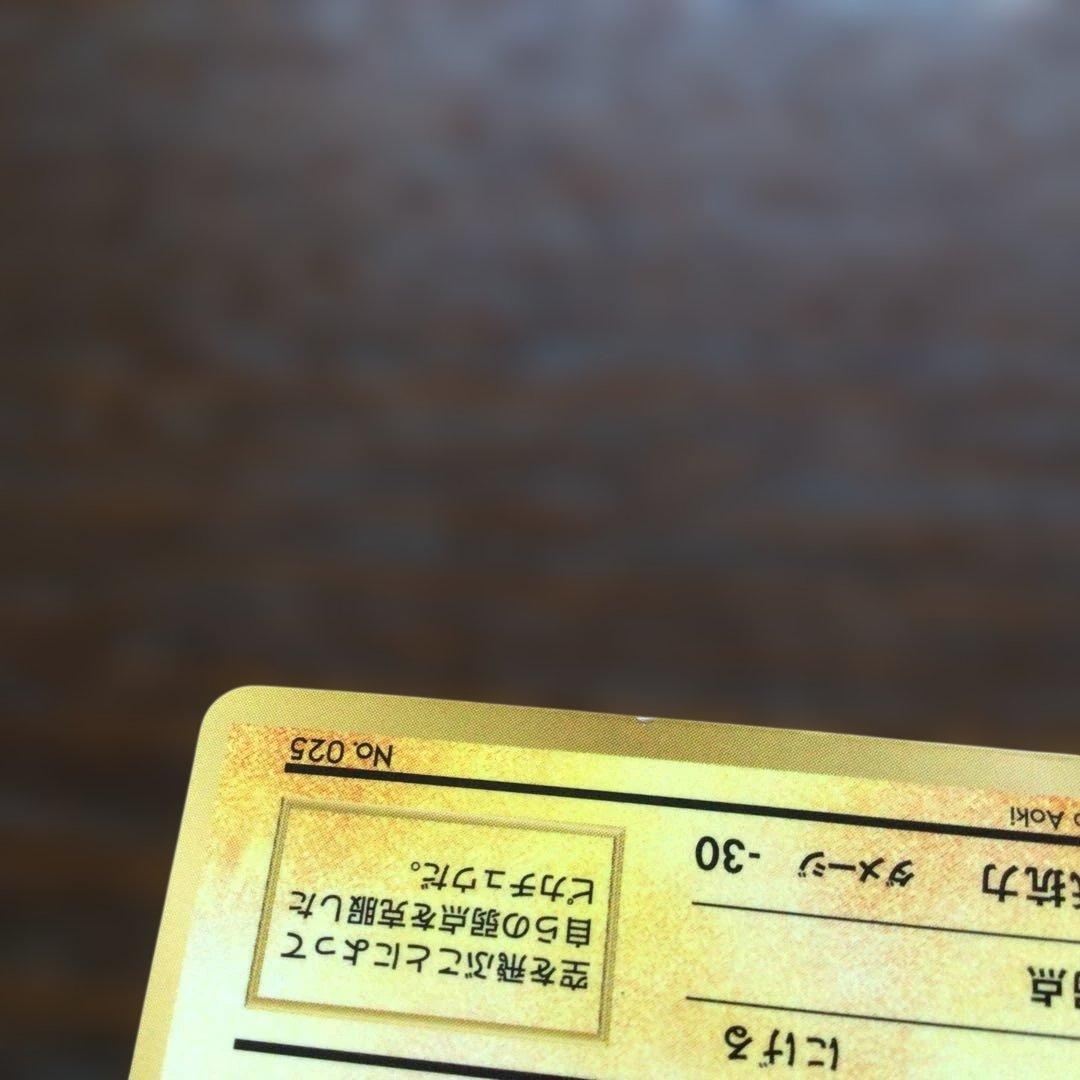 にげる
弱点
抵抗力 ダメージ -30
空を飛ぶことによって
自らの弱点を克服した
ピカチュウだ。
Aoki
No. 025